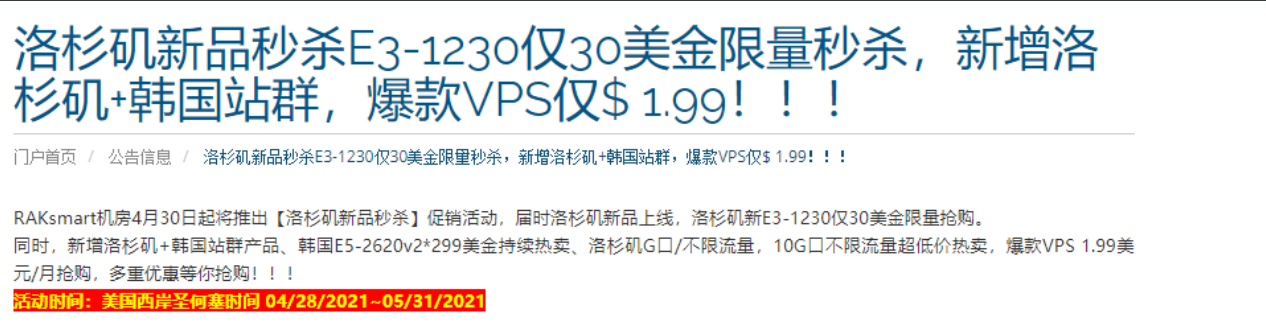 洛杉矶新品秒杀E3-1230仅30美金限量秒杀，新增洛
杉矶+韩国站群，爆款VPS仅$ 1.99！！！
门户首页 / 公告信息 / 洛杉矶新品秒杀E3-1230仅30美金限量秒杀，新增洛杉矶+韩国站群，爆款VPS仅$ 1.99！！！
RAKsmart机房4月30日起将推出【洛杉矶新品秒杀】促销活动，届时洛杉矶新品上线，洛杉矶新E3-1230仅30美金限量抢购。
同时，新增洛杉矶+韩国站群产品、韩国E5-2620v2*299美金持续热卖、洛杉矶G口/不限流量，10G口不限流量超低价热卖，爆款VPS 1.99美
元/月抢购，多重优惠等你抢购！！！
活动时间：美国西岸圣何塞时间 04/28/2021~05/31/2021